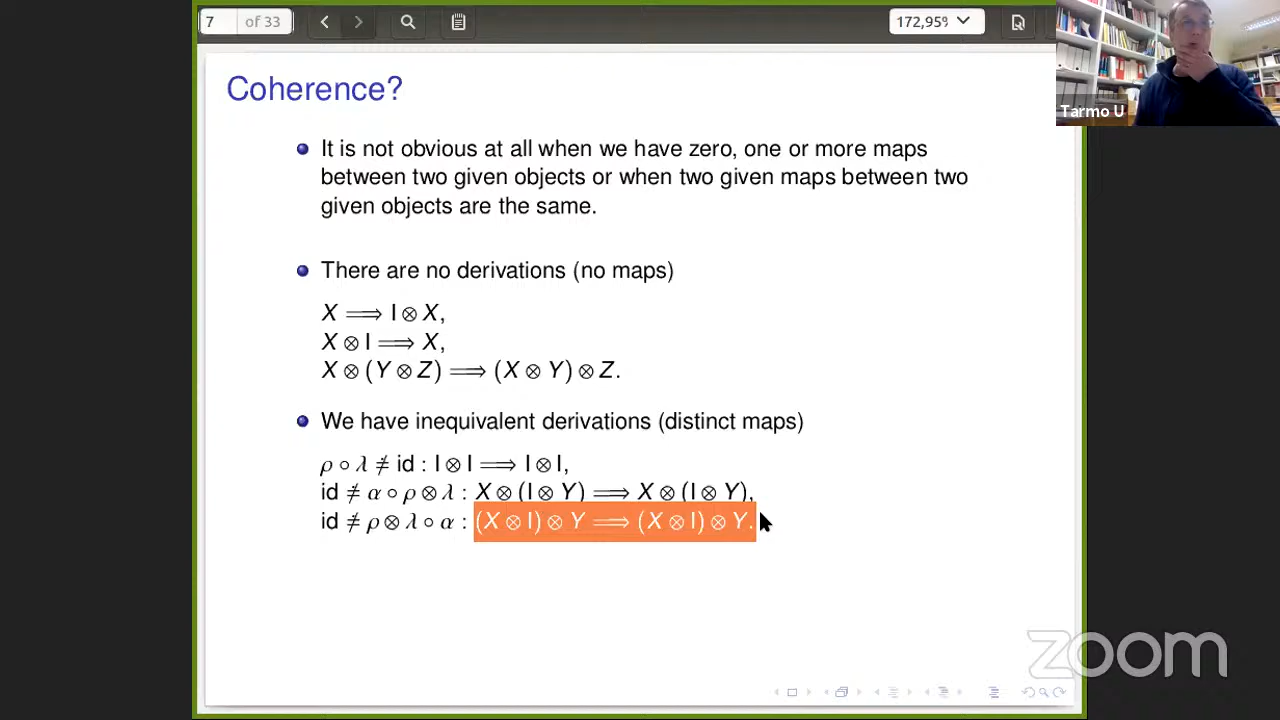 7 of 33
172,95%
Tarmo U
Coherence?
It is not obvious at all when we have zero, one or more maps
between two given objects or when two given maps between two
given objects are the same.
There are no derivations (no maps)
X ⟹ I ⊗ X,
X ⊗ I ⟹ X,
X ⊗ (Y ⊗ Z) ⟹ (X ⊗ Y) ⊗ Z.
We have inequivalent derivations (distinct maps)
ρ ∘ λ ≠ id : I ⊗ I ⟹ I ⊗ I,
id ≠ α ∘ ρ ⊗ λ : X ⊗ (I ⊗ Y) ⟹ X ⊗ (I ⊗ Y),
id ≠ ρ ⊗ λ ∘ α : (X ⊗ I) ⊗ Y ⟹ (X ⊗ I) ⊗ Y.
zoom